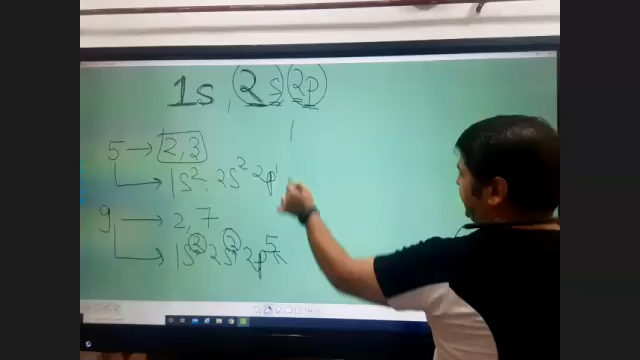 1s, 2s 2p
5 → 2,3
1s² 2s² 2p¹
9 → 2,7
→ 1s² 2s² 2p⁵